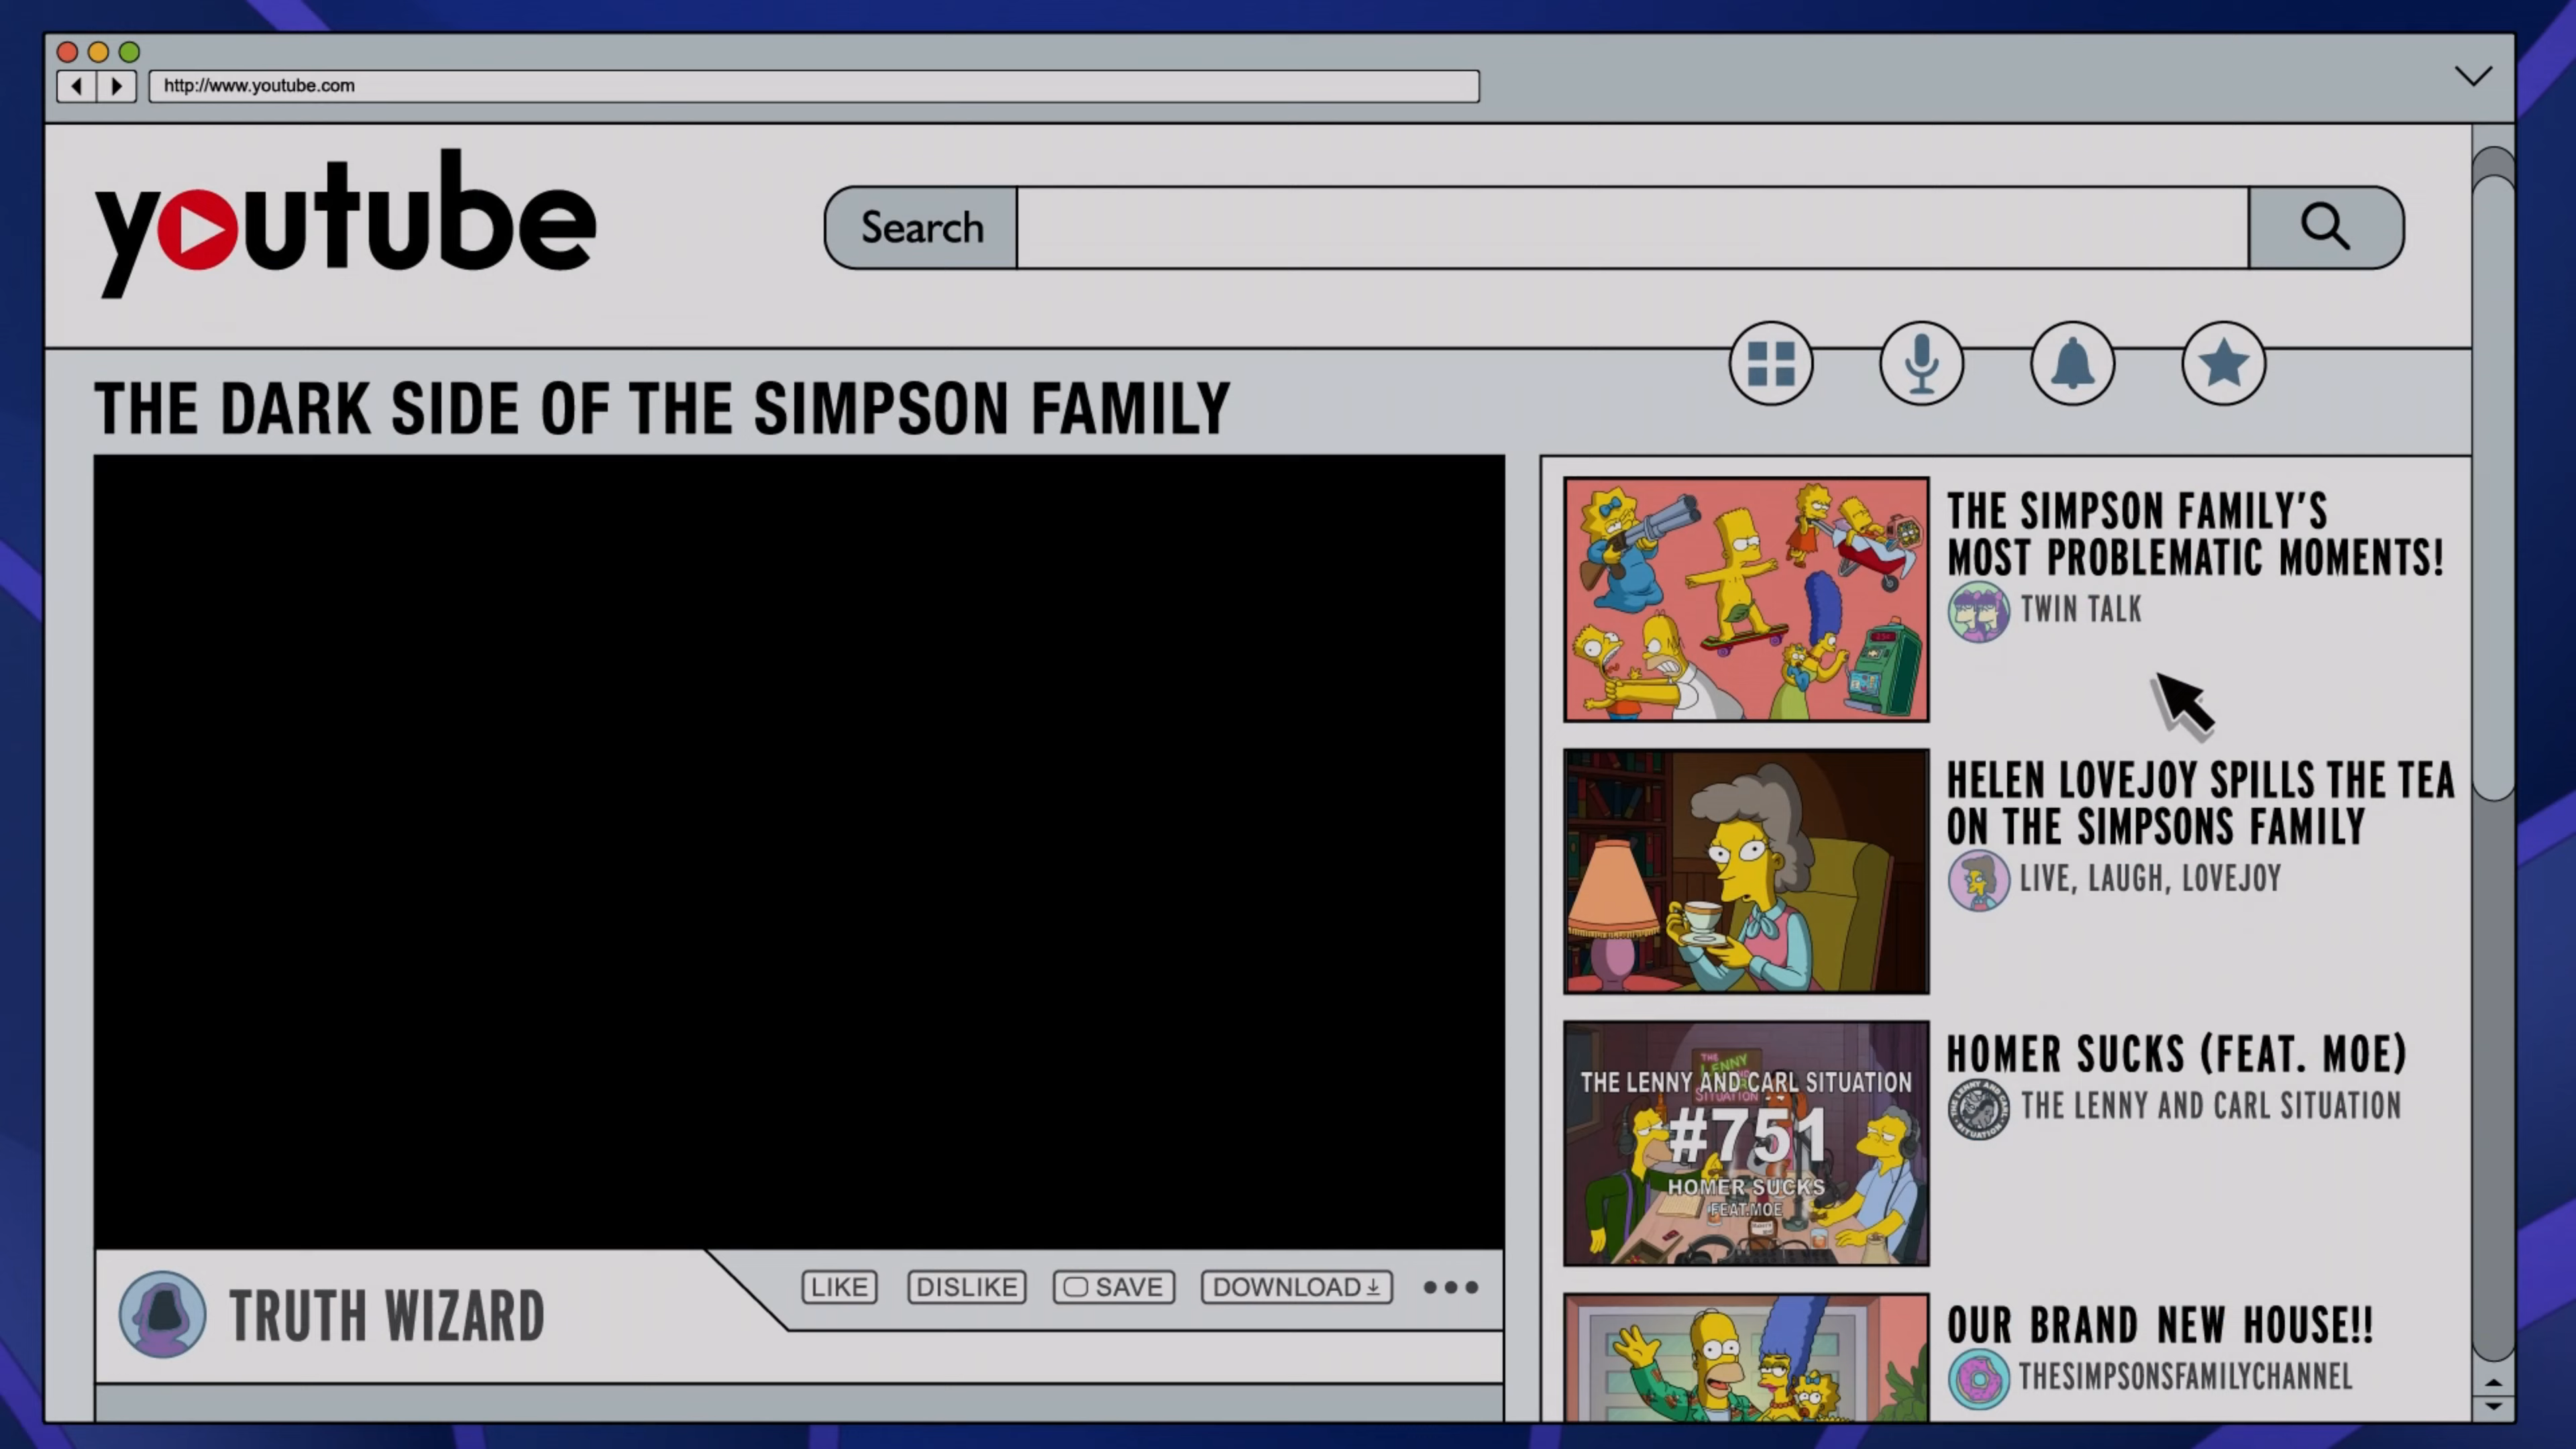 http://www.youtube.com
youtube
Search
THE DARK SIDE OF THE SIMPSON FAMILY
THE SIMPSON FAMILY'S
MOST PROBLEMATIC MOMENTS!
TWIN TALK
HELEN LOVEJOY SPILLS THE TEA
ON THE SIMPSONS FAMILY
LIVE, LAUGH, LOVEJOY
THE LENNY AND CARL SITUATION
#751
HOMER SUCKS
FEAT.MOE
HOMER SUCKS (FEAT. MOE)
THE LENNY AND CARL SITUATION
OUR BRAND NEW HOUSE!!
THESIMPSONSFAMILYCHANNEL
TRUTH WIZARD
LIKE
DISLIKE
SAVE
DOWNLOAD